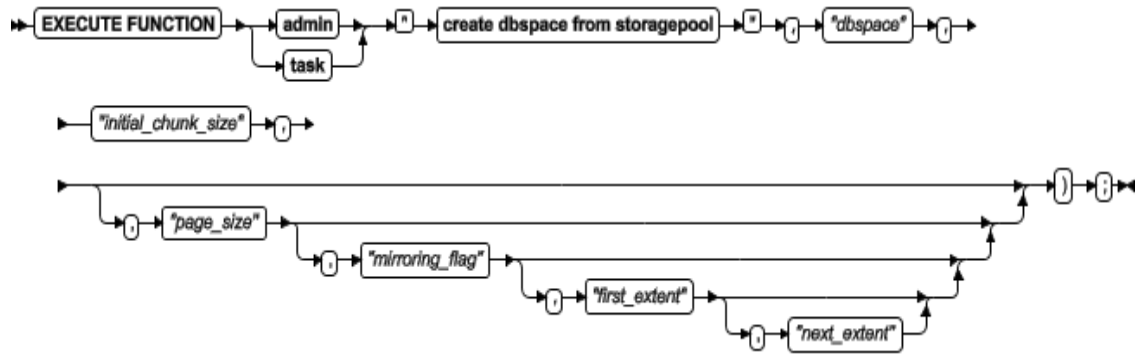 EXECUTE FUNCTION admin " create dbspace from storagepool " , "dbspace" ,
task
"initial_chunk_size" ,
) ;
, "page_size"
, "mirroring_flag"
, "first_extent"
, "next_extent"